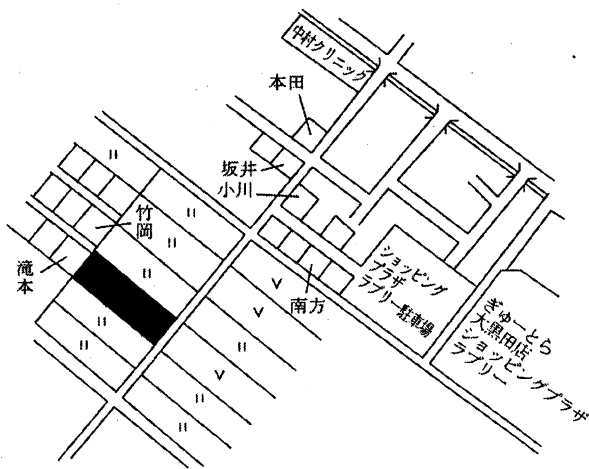 中村クリニック
本田
坂井
小川
竹
岡
滝
本
南方
ショッピング
プラザ
ラブリー駐車場
ぎゅーとら
大黒田店
ショッピングプラザ
ラブリー